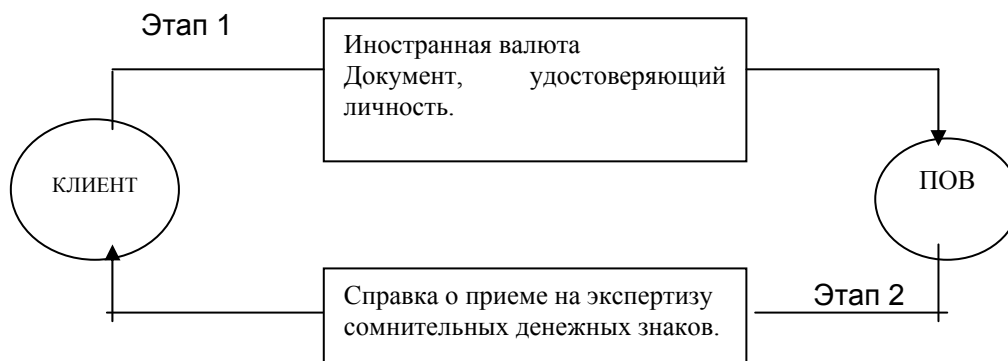 Этап 1
Иностранная валюта
Документ, удостоверяющий
личность.
КЛИЕНТ
ПОВ
Справка о приеме на экспертизу
сомнительных денежных знаков.
Этап 2